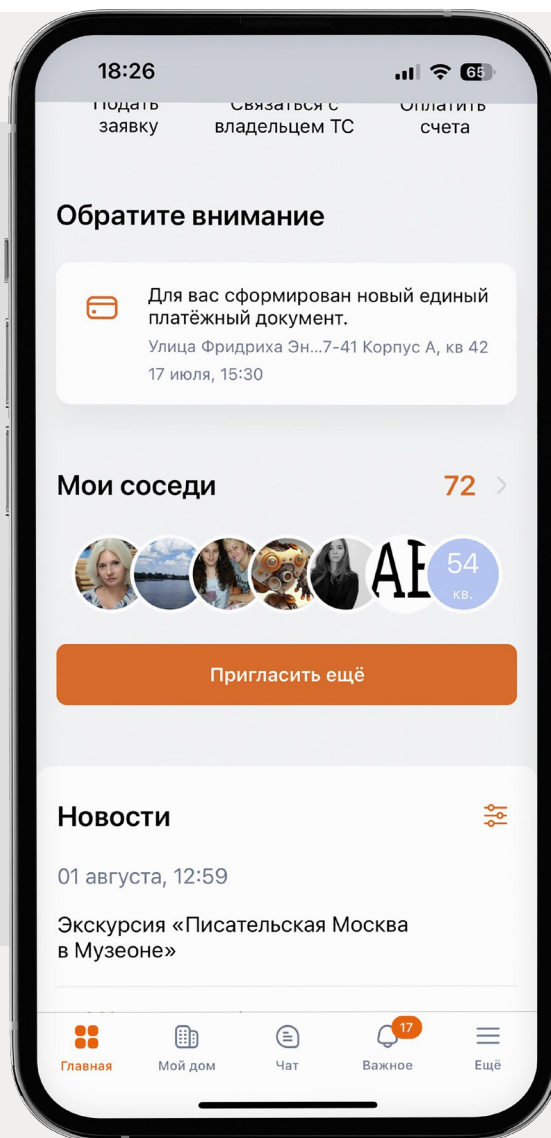 18:26
65
Подать
Связаться с
Оплатить
заявку
владельцем ТС
счета
Обратите внимание
Для вас сформирован новый единый
платёжный документ.
Улица Фридриха Эн...7-41 Корпус А, кв 42
17 июля, 15:30
Мои соседи
72
54
кв.
Пригласить ещё
Новости
01 августа, 12:59
Экскурсия «Писательская Москва
в Музеоне»
17
Главная
Мой дом
Чат
Важное
Ещё